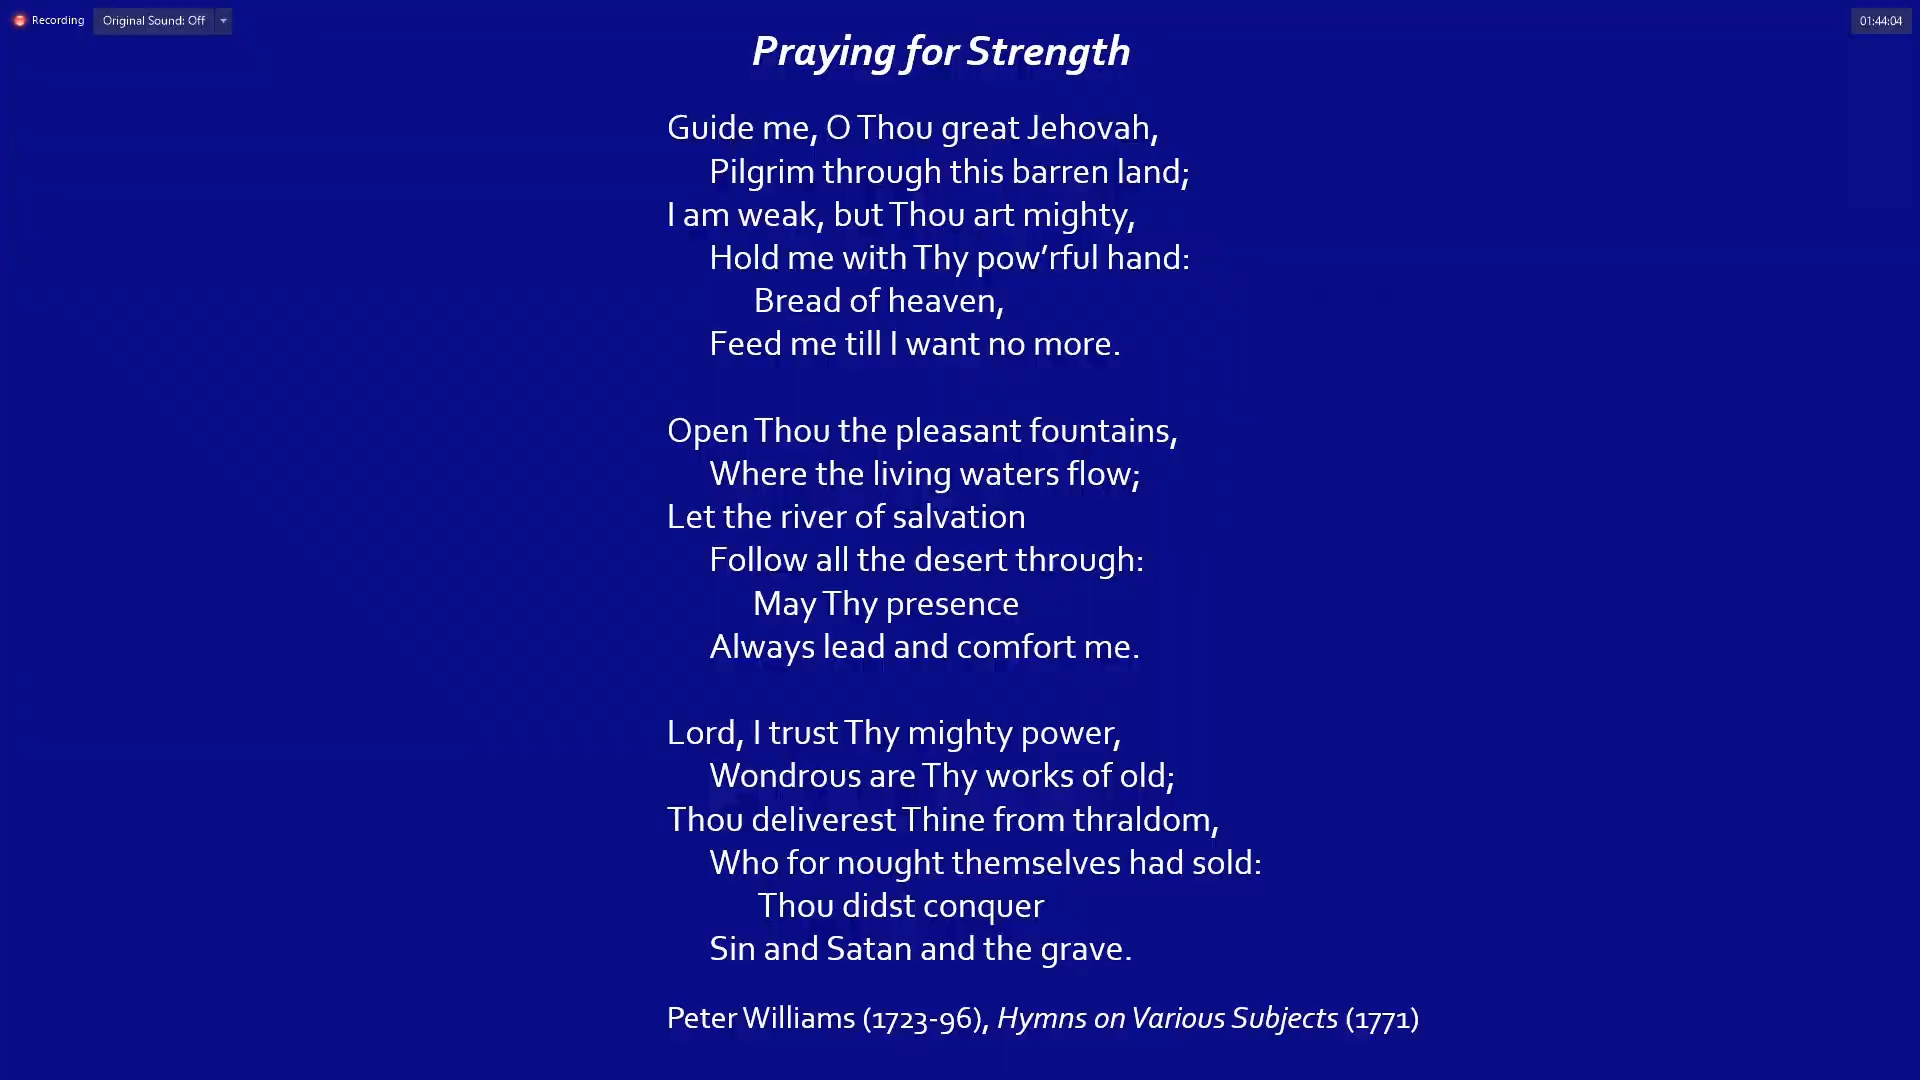 Recording
Original Sound: Off
01:44:04
Praying for Strength
Guide me, O Thou great Jehovah,
Pilgrim through this barren land;
I am weak, but Thou art mighty,
Hold me with Thy pow’rful hand:
Bread of heaven,
Feed me till I want no more.
Open Thou the pleasant fountains,
Where the living waters flow;
Let the river of salvation
Follow all the desert through:
May Thy presence
Always lead and comfort me.
Lord, I trust Thy mighty power,
Wondrous are Thy works of old;
Thou deliverest Thine from thraldom,
Who for nought themselves had sold:
Thou didst conquer
Sin and Satan and the grave.
Peter Williams (1723-96), Hymns on Various Subjects (1771)